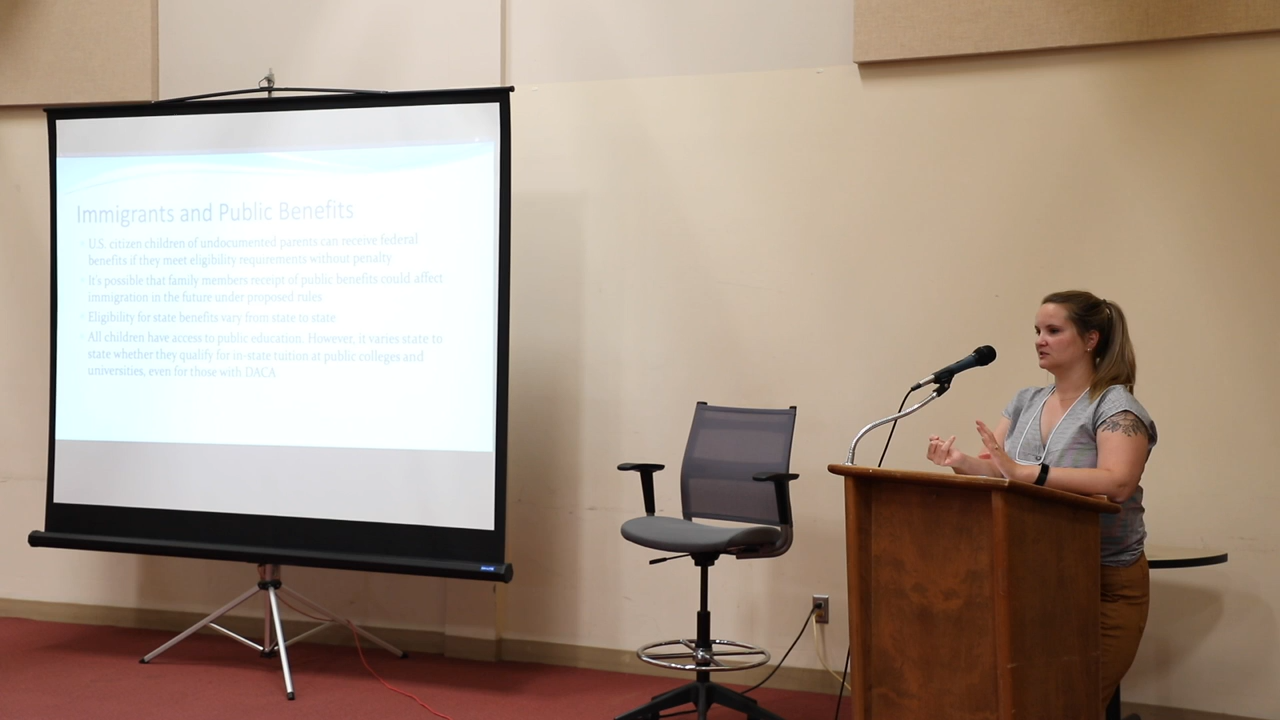 Immigrants and Public Benefits
U.S. citizen children of undocumented parents can receive federal
benefits if they meet eligibility requirements without penalty
It's possible that family members receipt of public benefits could affect
immigration in the future under proposed rules
Eligibility for state benefits vary from state to state
All children have access to public education. However, it varies state to
state whether they qualify for in-state tuition at public colleges and
universities, even for those with DACA